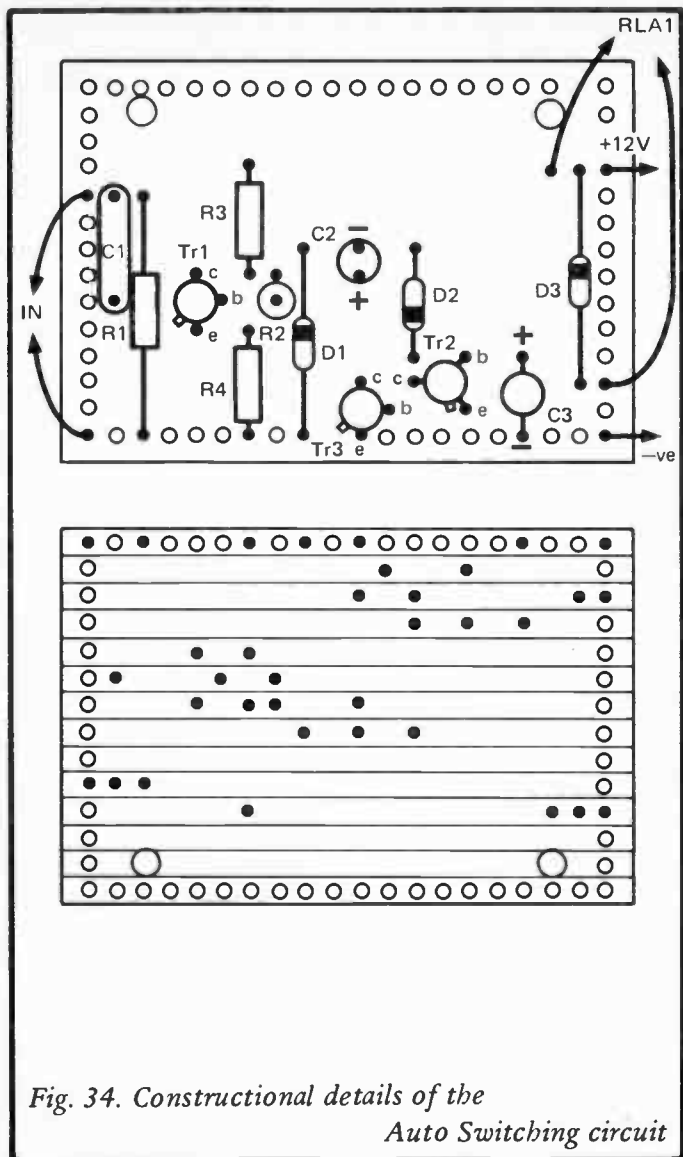 RLA1
+12V
R3
C2
−
C1
Tr1
c
D3
IN
b
R2
+
D2
R1
e
D1
Tr2
+
b
R4
c
c
b
e
C3
Tr3
e
−
−ve
Fig. 34. Constructional details of the
Auto Switching circuit